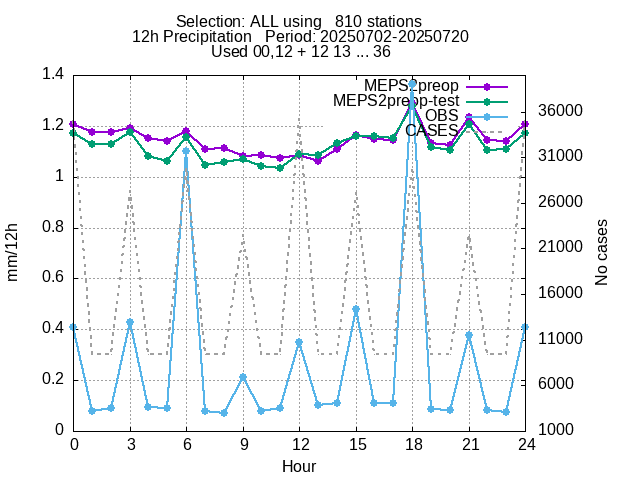 Selection: ALL using   810 stations
12h Precipitation   Period: 20250702-20250720
Used 00,12 + 12 13 ... 36
MEPS2preop
MEPS2preop-test
OBS
CASES
1.4
1.2
1
0.8
0.6
0.4
0.2
0
mm/12h
36000
31000
26000
21000
16000
11000
6000
1000
No cases
0 3 6 9 12 15 18 21 24
Hour